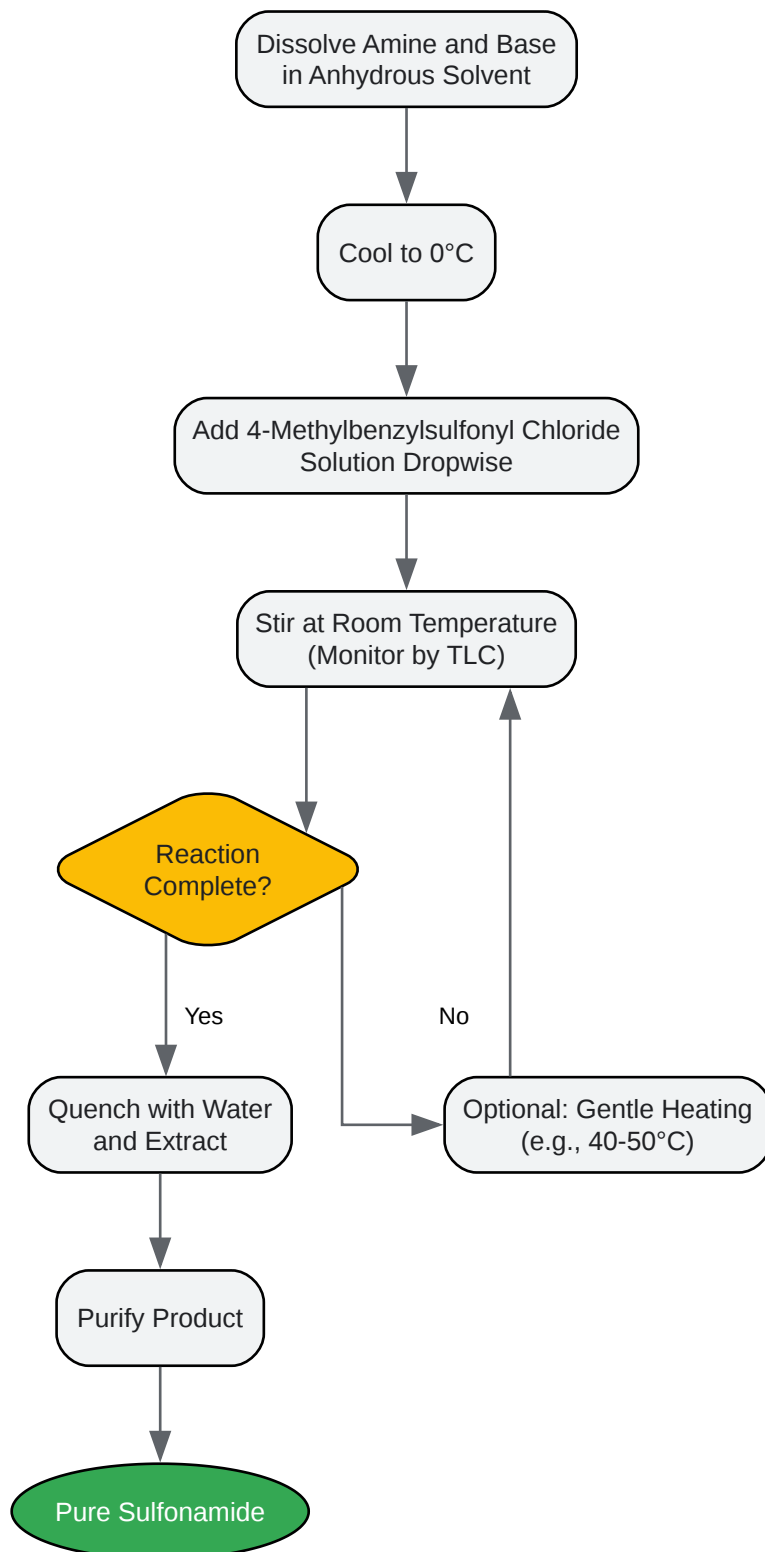 Dissolve Amine and Base
in Anhydrous Solvent
Cool to 0°C
Add 4-Methylbenzylsulfonyl Chloride
Solution Dropwise
Stir at Room Temperature
(Monitor by TLC)
Reaction
Complete?
Yes
No
Quench with Water
and Extract
Optional: Gentle Heating
(e.g., 40-50°C)
Purify Product
Pure Sulfonamide